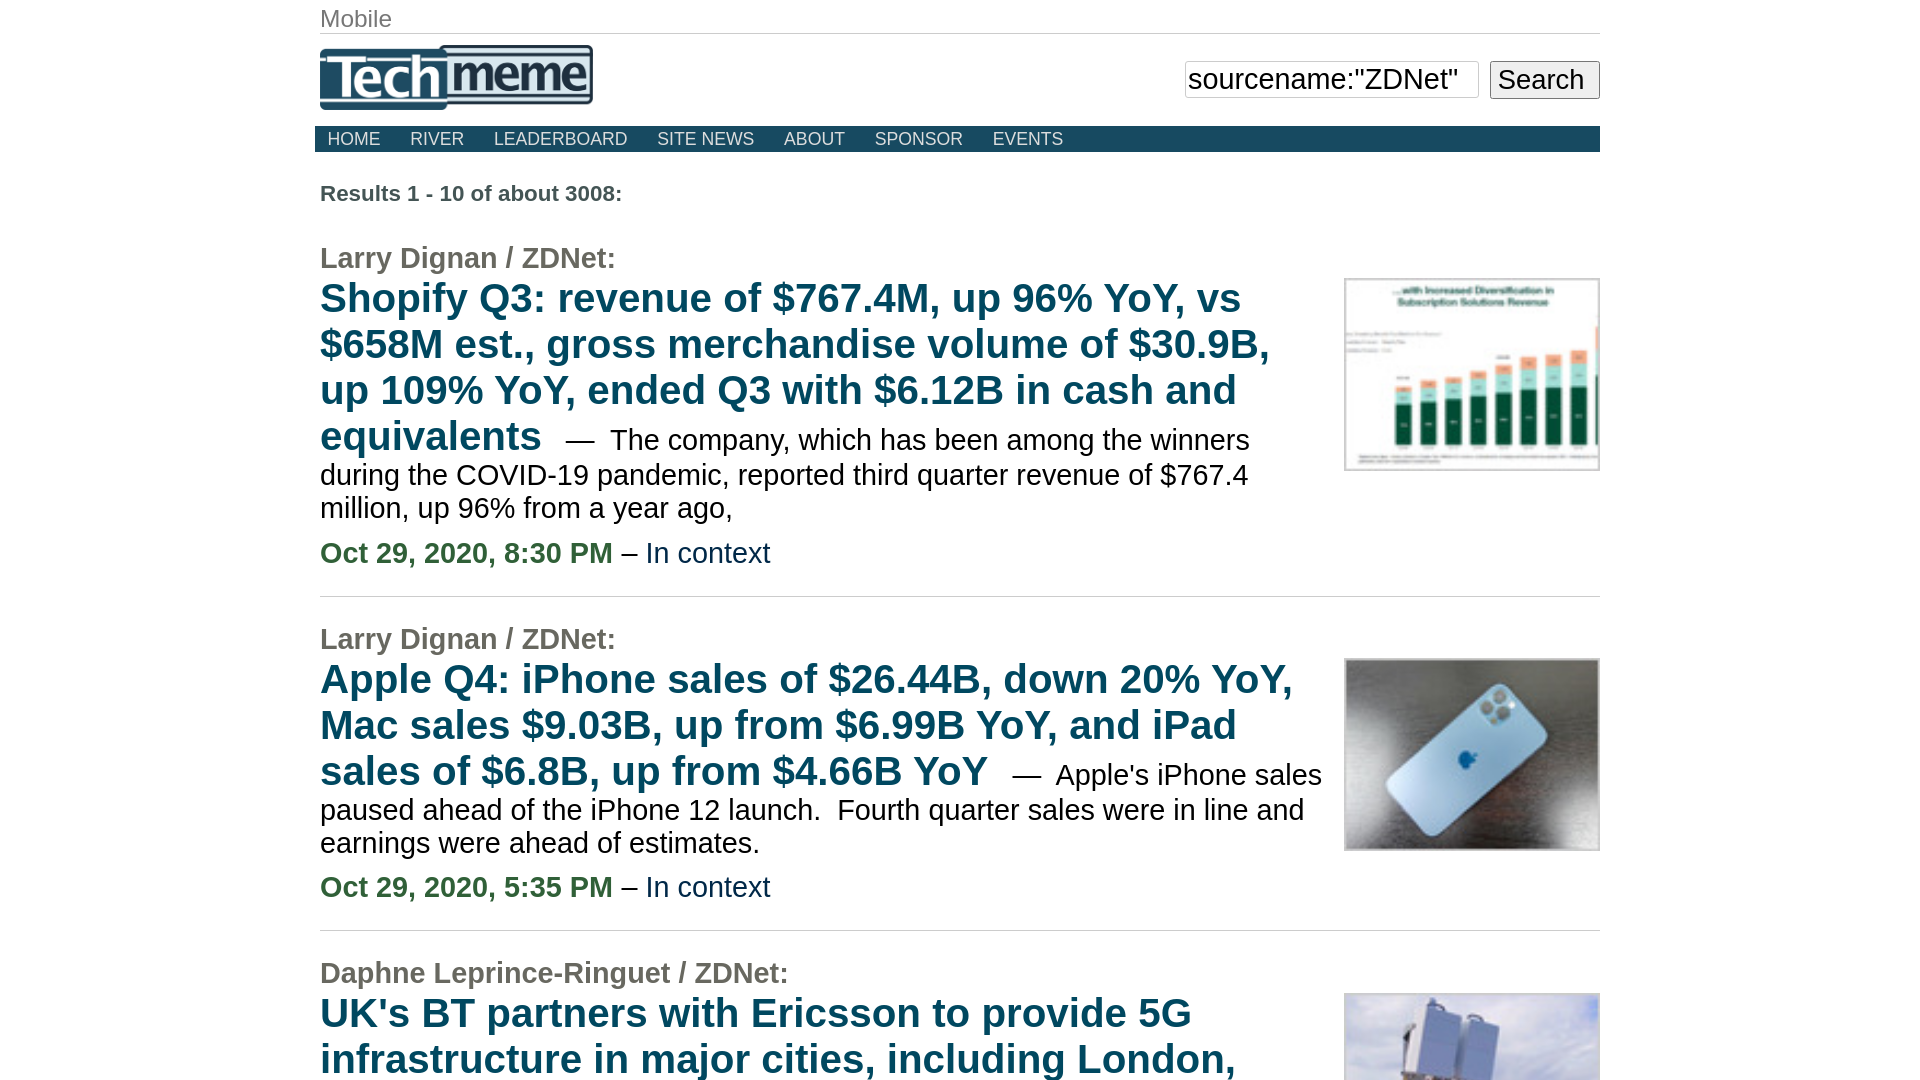 Mobile
Techmeme
sourcename:"ZDNet" Search
HOME RIVER LEADERBOARD SITE NEWS ABOUT SPONSOR EVENTS
Results 1 - 10 of about 3008:
Larry Dignan / ZDNet:
Shopify Q3: revenue of $767.4M, up 96% YoY, vs
$658M est., gross merchandise volume of $30.9B,
up 109% YoY, ended Q3 with $6.12B in cash and
equivalents — The company, which has been among the winners
during the COVID-19 pandemic, reported third quarter revenue of $767.4
million, up 96% from a year ago,
...with Increased Diversification in
Subscription Solutions Revenue
Oct 29, 2020, 8:30 PM – In context
Larry Dignan / ZDNet:
Apple Q4: iPhone sales of $26.44B, down 20% YoY,
Mac sales $9.03B, up from $6.99B YoY, and iPad
sales of $6.8B, up from $4.66B YoY — Apple's iPhone sales
paused ahead of the iPhone 12 launch. Fourth quarter sales were in line and
earnings were ahead of estimates.
Oct 29, 2020, 5:35 PM – In context
Daphne Leprince-Ringuet / ZDNet:
UK's BT partners with Ericsson to provide 5G
infrastructure in major cities, including London,